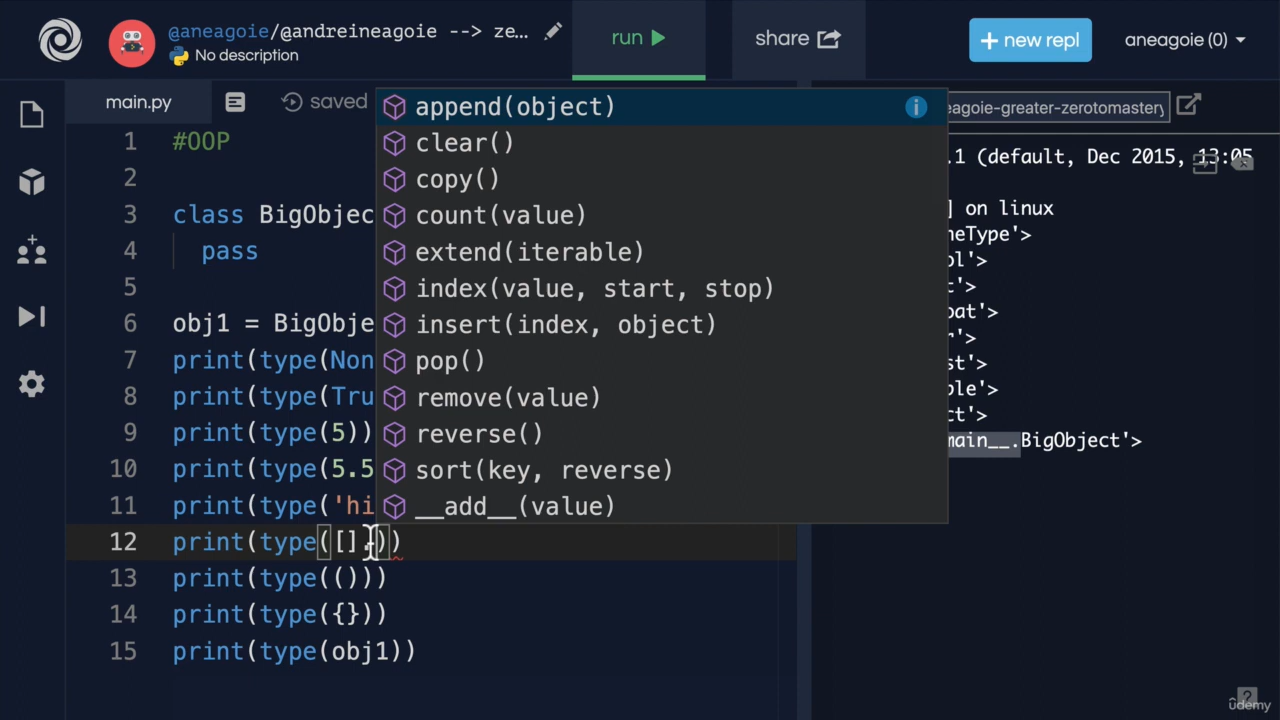 @aneagoie/@andreineagoie --> ze...
No description
run
share
+ new repl
aneagoie (0)
main.py
saved
eagoie-greater-zerotomastery
1 #OOP
2
3 class BigObjec
4 pass
5
6 obj1 = BigObje
7 print(type(Non
8 print(type(Tru
9 print(type(5))
10 print(type(5.5
11 print(type('hi
12 print(type([].))
13 print(type(()))
14 print(type({}))
15 print(type(obj1))
append(object)
clear()
copy()
count(value)
extend(iterable)
index(value, start, stop)
insert(index, object)
pop()
remove(value)
reverse()
sort(key, reverse)
__add__(value)
.1 (default, Dec 2015, 13:05
] on linux
neType'>
ol'>
t'>
oat'>
r'>
st'>
ple'>
ct'>
main__.BigObject'>
?
ûdemy